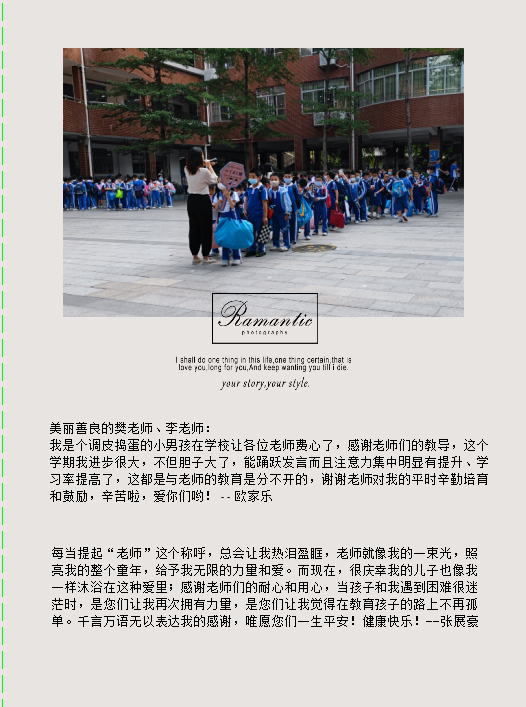 Ramantic
photography
I shall do one thing in this life,one thing certain,that is
love you,long for you,And keep wanting you till i die.
your story,your style.
美丽善良的樊老师、李老师：
我是个调皮捣蛋的小男孩在学校让各位老师费心了，感谢老师们的教导，这个
学期我进步很大，不但胆子大了，能踊跃发言而且注意力集中明显有提升、学
习率提高了，这都是与老师的教育是分不开的，谢谢老师对我的平时辛勤培育
和鼓励，辛苦啦，爱你们哟！--欧家乐
每当提起“老师”这个称呼，总会让我热泪盈眶，老师就像我的一束光，照
亮我的整个童年，给予我无限的力量和爱。而现在，很庆幸我的儿子也像我
一样沐浴在这种爱里；感谢老师们的耐心和用心，当孩子和我遇到困难很迷
茫时，是您们让我再次拥有力量，是您们让我觉得在教育孩子的路上不再孤
单。千言万语无以表达我的感谢，唯愿您们一生平安！健康快乐！--张展豪